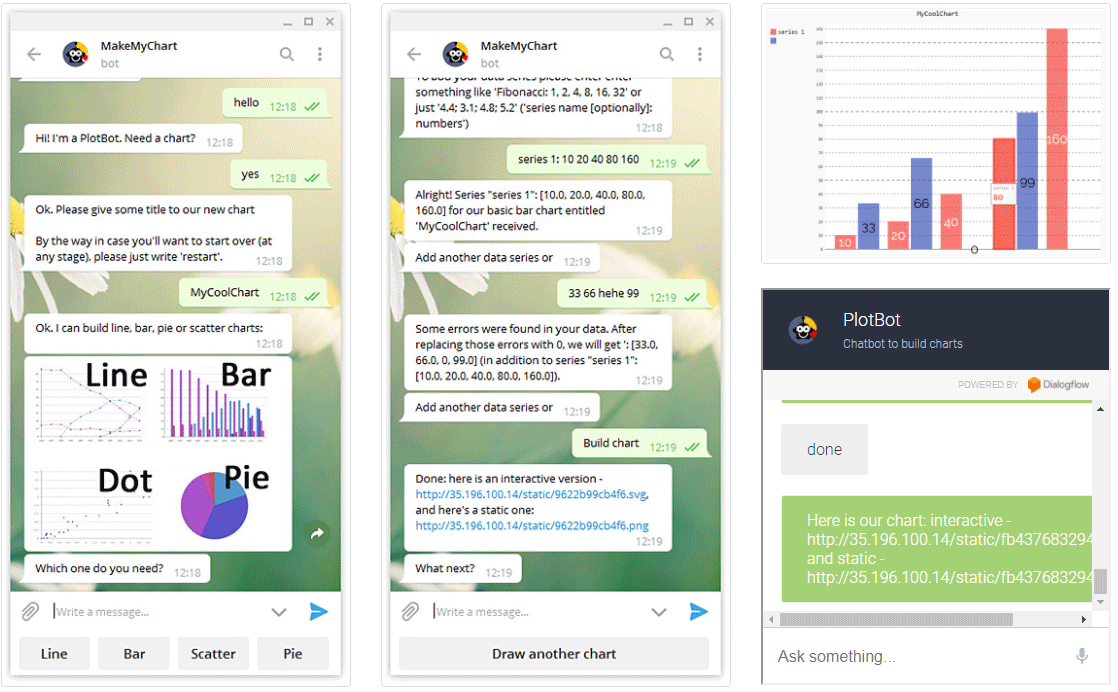 MakeMyChart
bot
hello 12:18
Hi! I'm a PlotBot. Need a chart? 12:18
yes 12:18
Ok. Please give some title to our new chart
By the way in case you'll want to start over (at
any stage), please just write 'restart'. 12:18
MyCoolChart 12:18
Ok. I can build line, bar, pie or scatter charts:
12:18
Line Bar
Dot Pie
Which one do you need? 12:18
Write a message...
Line Bar Scatter Pie
MakeMyChart
bot
To add your data series please enter enter
something like 'Fibonacci: 1, 2, 4, 8, 16, 32' or
just '4.4; 3.1; 4.8; 5.2' ('series name [optionally]:
numbers') 12:18
series 1: 10 20 40 80 160 12:19
Alright! Series "series 1": [10.0, 20.0, 40.0, 80.0,
160.0] for our basic bar chart entitled
'MyCoolChart' received. 12:19
Add another data series or 12:19
33 66 hehe 99 12:19
Some errors were found in your data. After
replacing those errors with 0, we will get ': [33.0,
66.0, 0, 99.0] (in addition to series "series 1":
[10.0, 20.0, 40.0, 80.0, 160.0]). 12:19
Add another data series or 12:19
Build chart 12:19
Done: here is an interactive version -
http://35.196.100.14/static/9622b99cb4f6.svg,
and here's a static one:
http://35.196.100.14/static/9622b99cb4f6.png
12:19
What next? 12:19
Write a message...
Draw another chart
MyCoolChart
series 1
10 33 20 66 40 0 80 99 160
series 1
80
PlotBot
Chatbot to build charts
POWERED BY Dialogflow
done
Here is our chart: interactive -
http://35.196.100.14/static/fb437683294
and static -
http://35.196.100.14/static/fb437683294
Ask something...